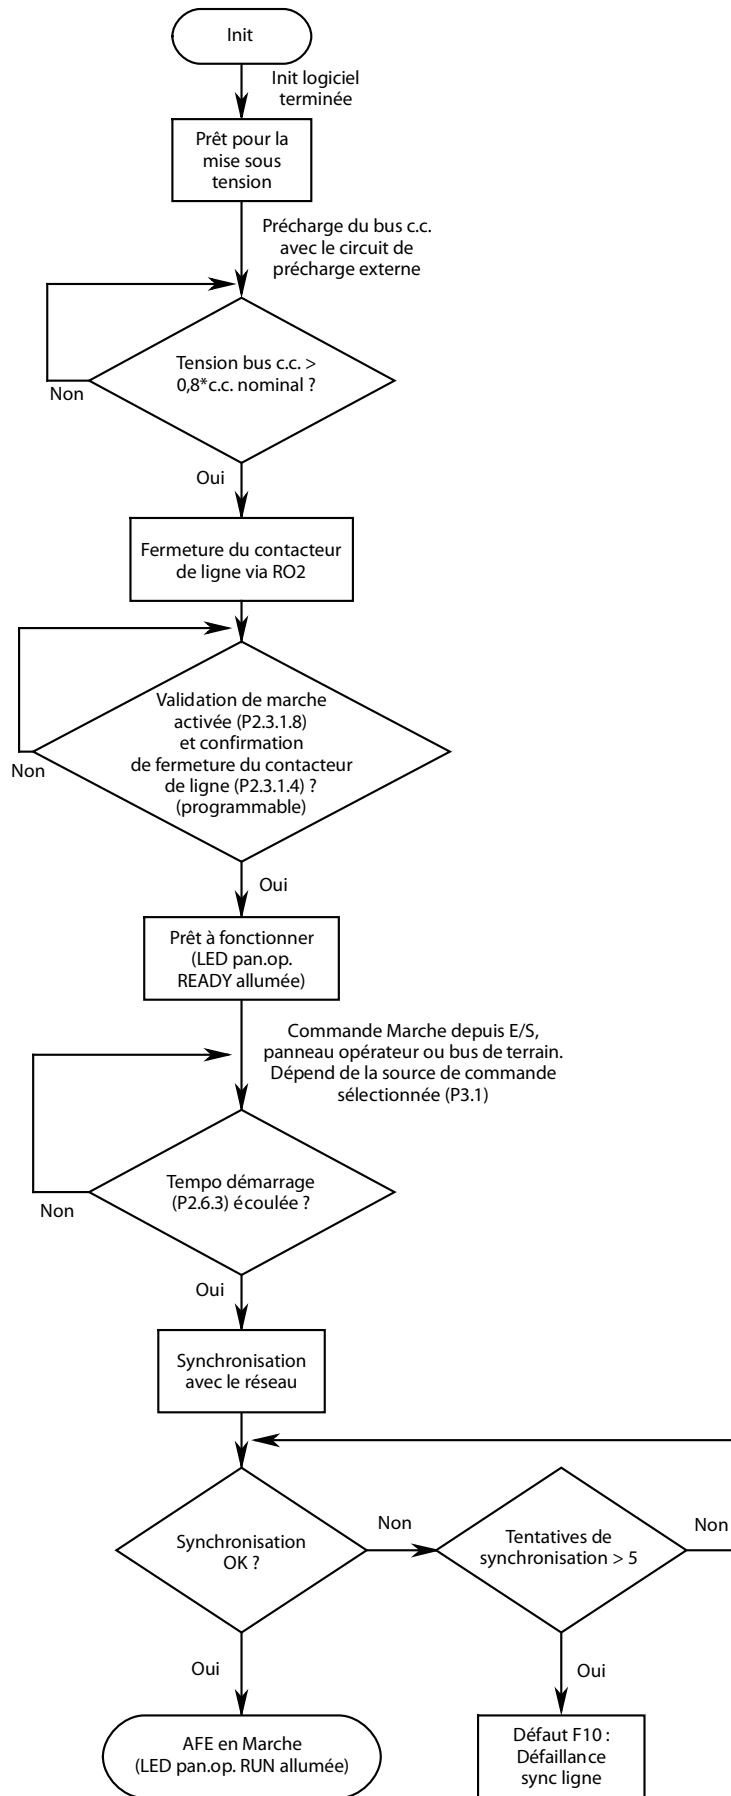 Init
Init logiciel
terminée
Prêt pour la
mise sous
tension
Précharge du bus c.c.
avec le circuit de
précharge externe
Tension bus c.c. >
0,8*c.c. nominal ?
Non
Oui
Fermeture du contacteur
de ligne via RO2
Validation de marche
activée (P2.3.1.8)
et confirmation
de fermeture du contacteur
de ligne (P2.3.1.4) ?
(programmable)
Non
Oui
Prêt à fonctionner
(LED pan.op.
READY allumée)
Commande Marche depuis E/S,
panneau opérateur ou bus de terrain.
Dépend de la source de commande
sélectionnée (P3.1)
Tempo démarrage
(P2.6.3) écoulée ?
Non
Oui
Synchronisation
avec le réseau
Synchronisation
OK ?
Non
Tentatives de
synchronisation > 5
Non
Oui
Oui
AFE en Marche
(LED pan.op. RUN allumée)
Défaut F10 :
Défaillance
sync ligne